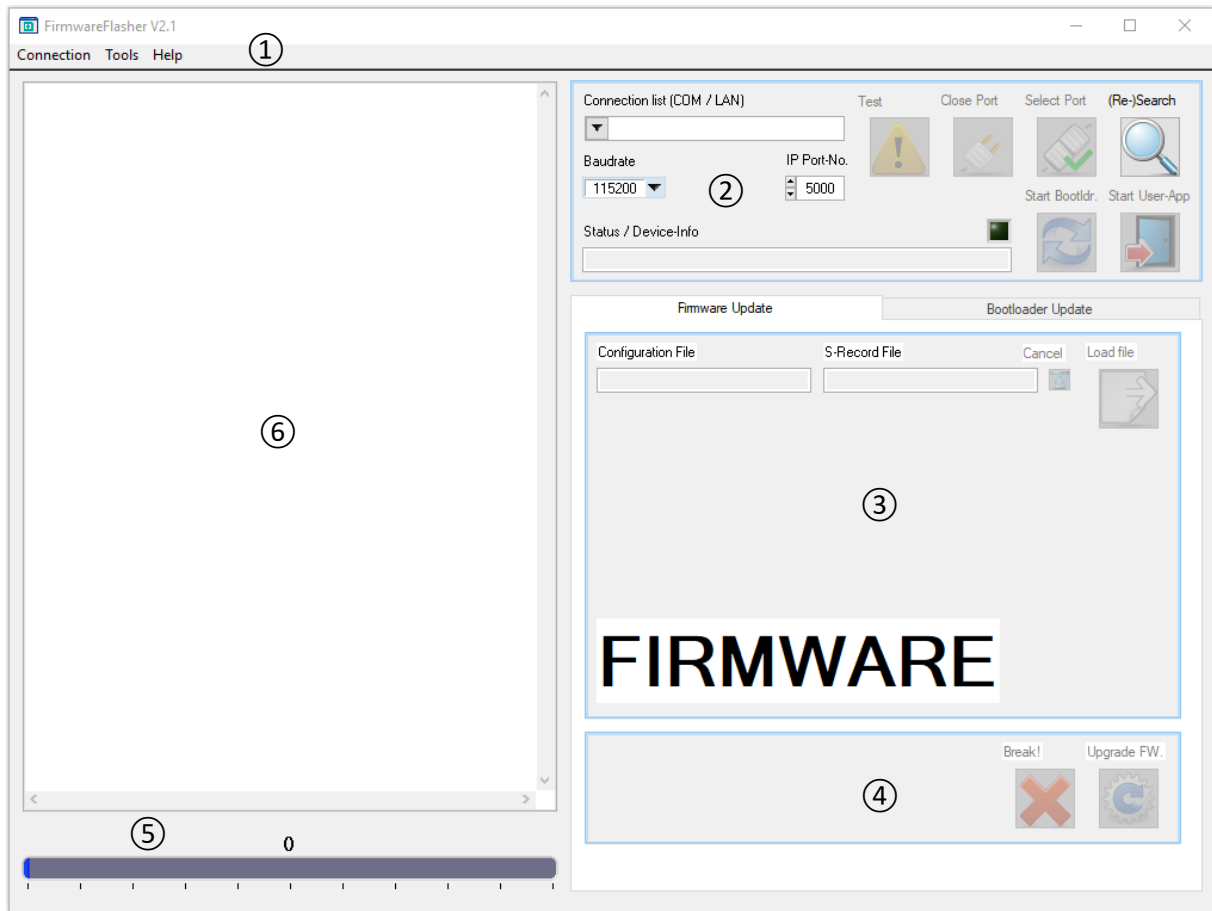 FirmwareFlasher V2.1
Connection Tools Help
①
Connection list (COM / LAN)
Test
Close Port
Select Port
(Re-)Search
Baudrate
IP Port-No.
115200
②
5000
Start Bootldr.
Start User-App
Status / Device-Info
Firmware Update
Bootloader Update
Configuration File
S-Record File
Cancel
Load file
⑥
③
FIRMWARE
Break!
Upgrade FW.
④
⑤
0